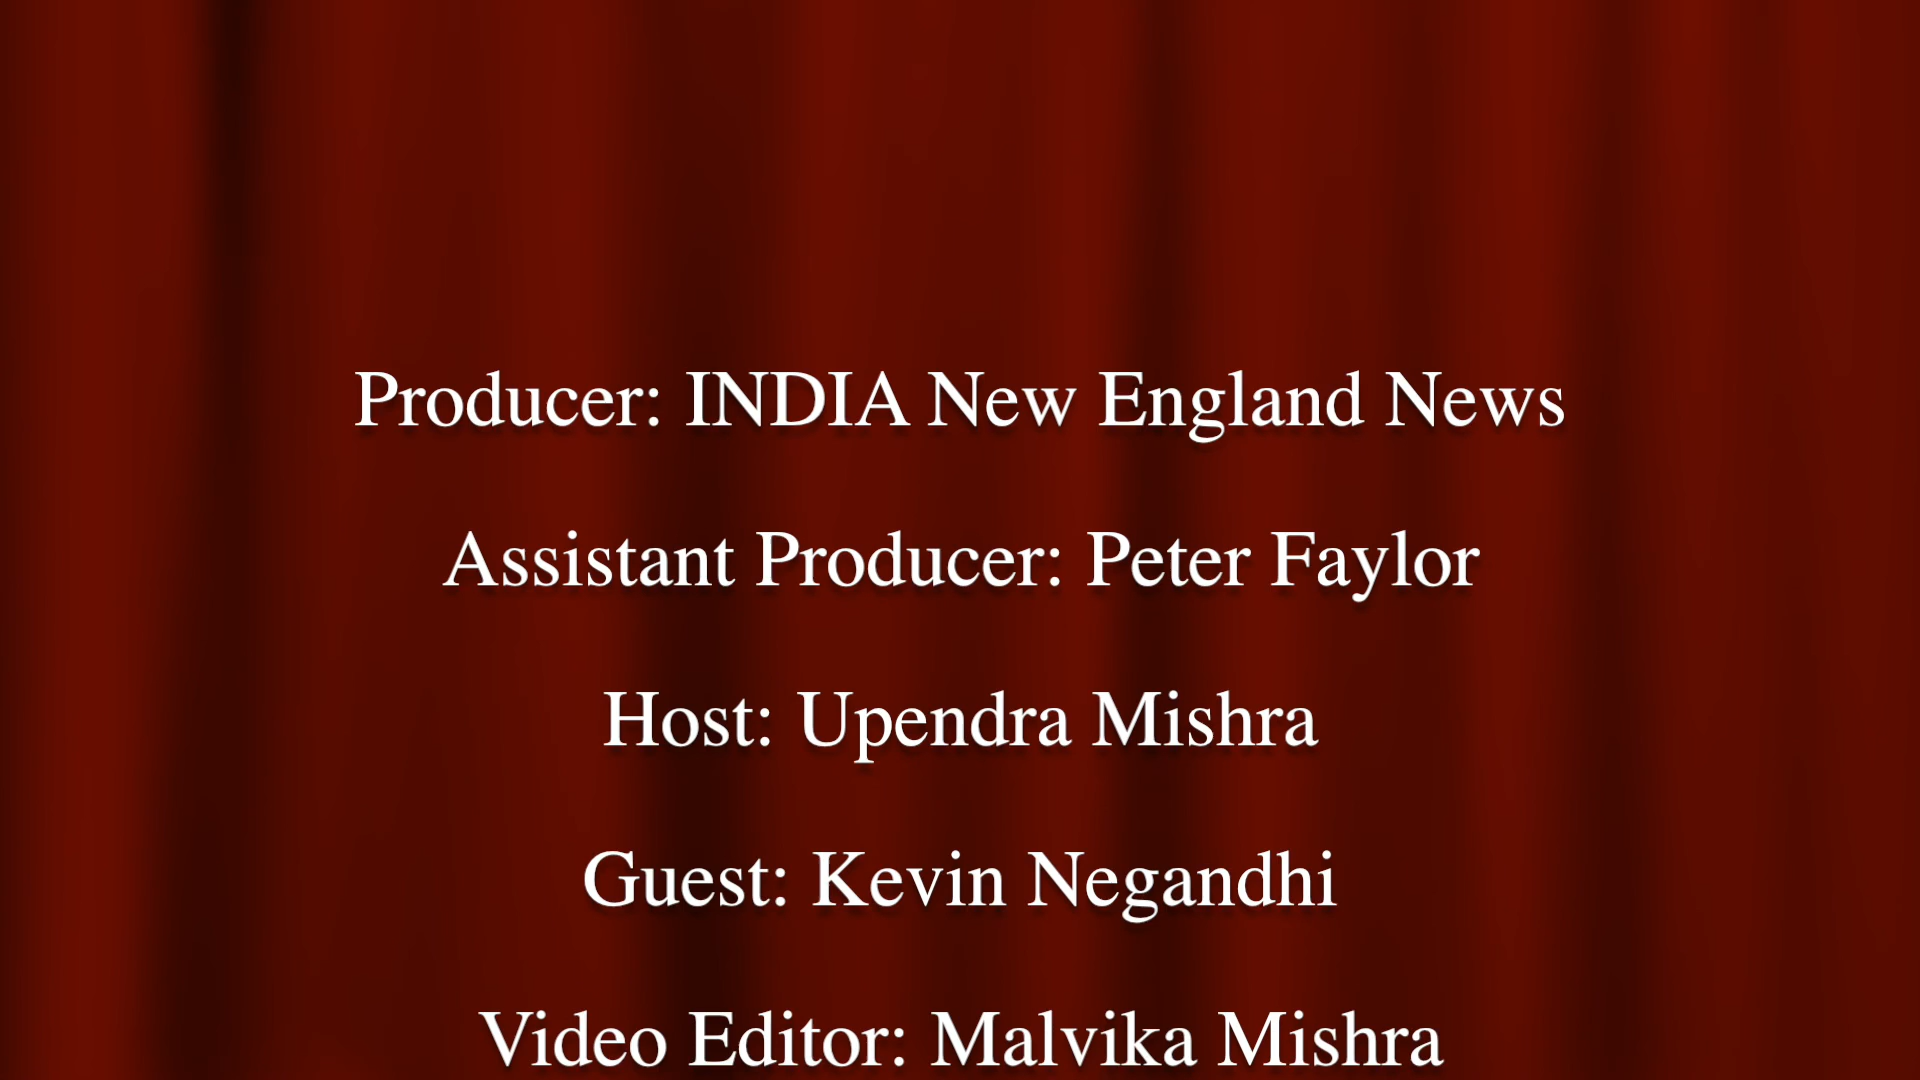 Producer: INDIA New England News
Assistant Producer: Peter Faylor
Host: Upendra Mishra
Guest: Kevin Negandhi
Video Editor: Malvika Mishra